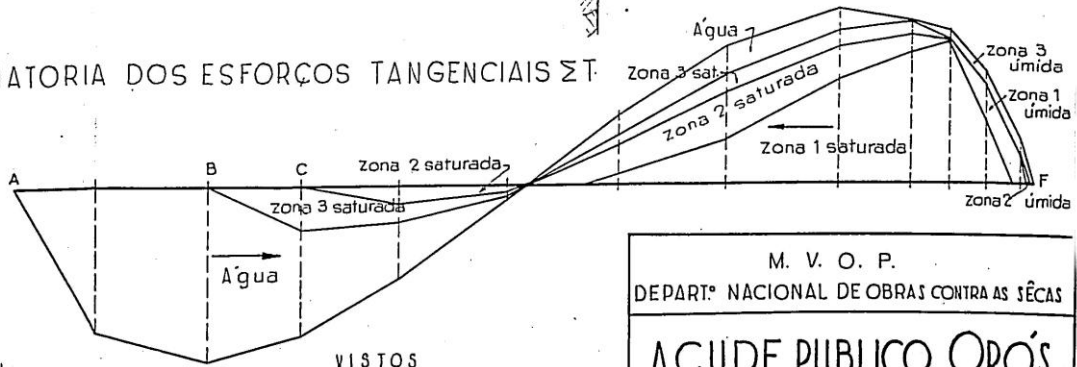 ATORIA DOS ESFORÇOS TANGENCIAIS ΣT
Água
Zona 3 sat.
Zona 2 saturada
Zona 1 saturada
Zona 3 úmida
Zona 1 úmida
Zona 2 úmida
F
A
B
C
Zona 2 saturada
Zona 3 saturada
Água
VISTOS
M. V. O. P.
DEPART.º NACIONAL DE OBRAS CONTRA AS SÊCAS
AÇUDE PUBLICO ORÓS